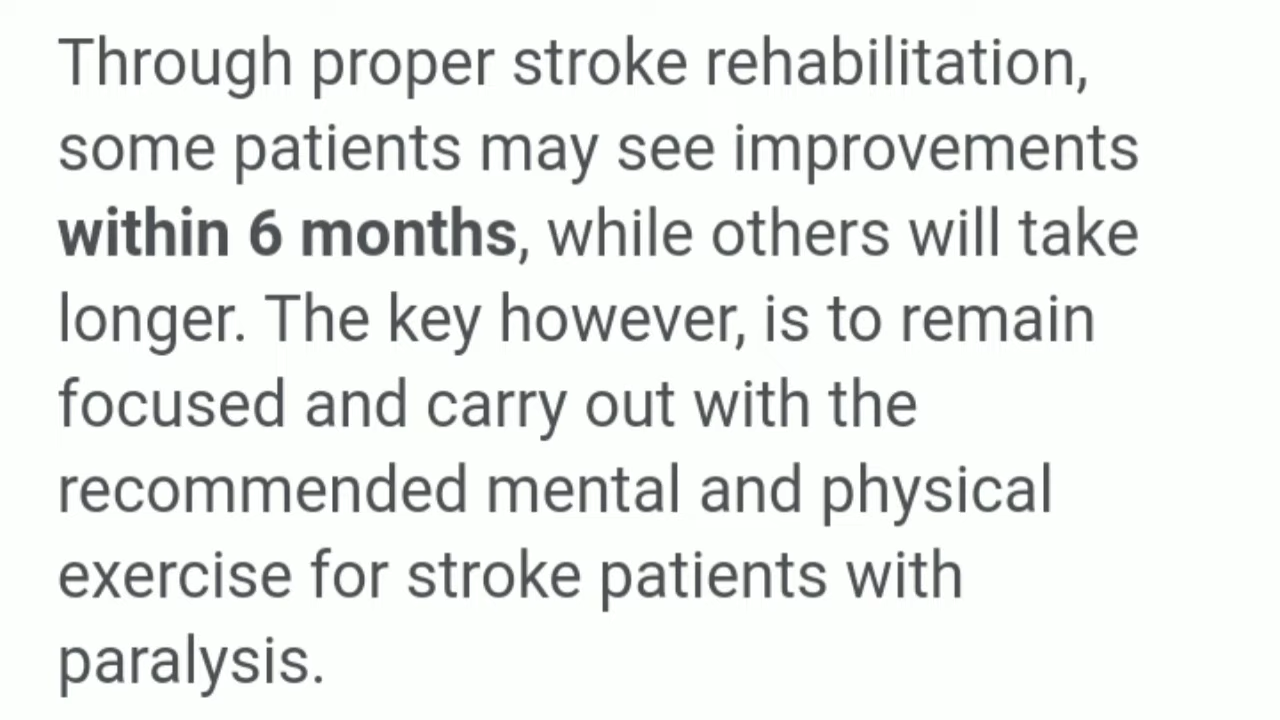 Through proper stroke rehabilitation,
some patients may see improvements
within 6 months, while others will take
longer. The key however, is to remain
focused and carry out with the
recommended mental and physical
exercise for stroke patients with
paralysis.